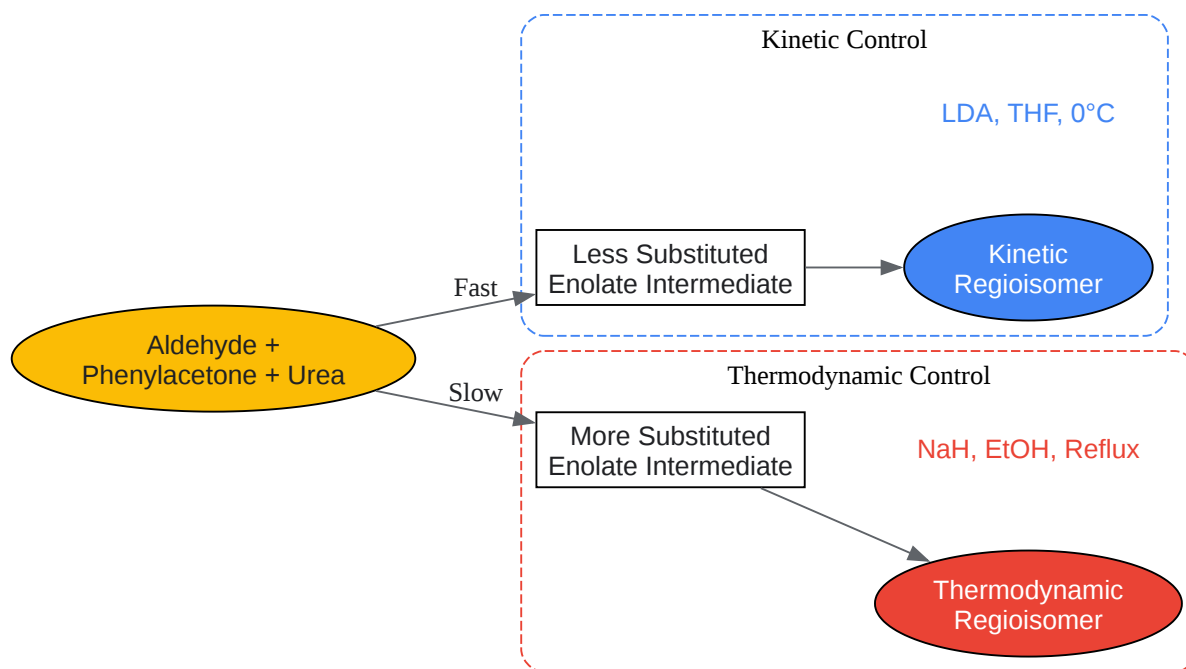 Kinetic Control
LDA, THF, 0°C
Less Substituted
Enolate Intermediate
Kinetic
Regioisomer
Fast
Aldehyde +
Phenylacetone + Urea
Slow
Thermodynamic Control
More Substituted
Enolate Intermediate
NaH, EtOH, Reflux
Thermodynamic
Regioisomer